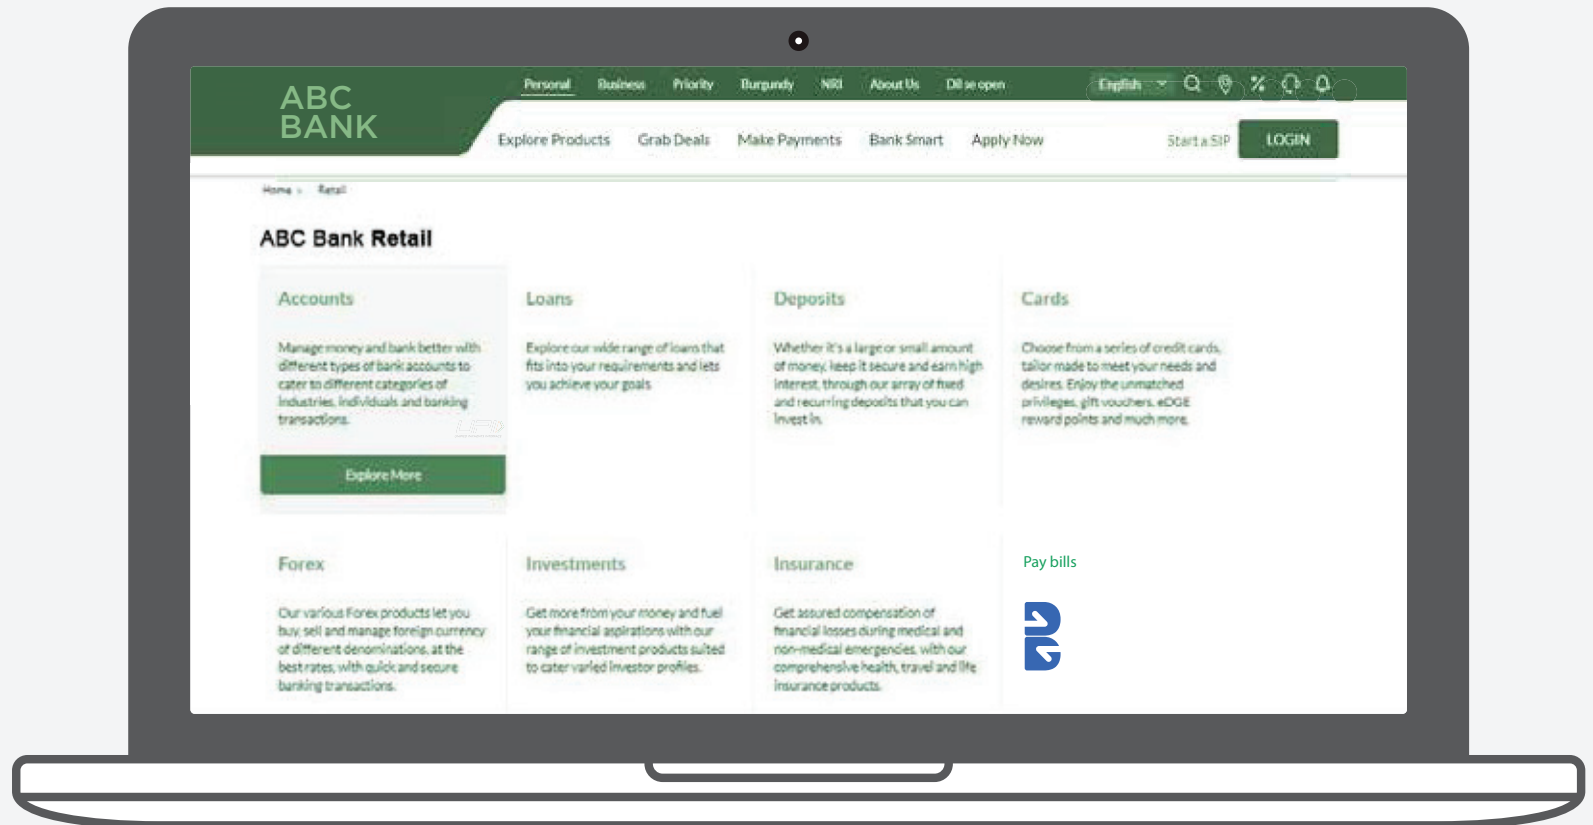 ABC
BANK
Personal Business Priority Burgundy NRI About Us Dil se open English
Explore Products Grab Deals Make Payments Bank Smart Apply Now Start a SIP LOGIN
Home > Retail
ABC Bank Retail
Accounts
Manage money and bank better with
different types of bank accounts to
cater to different categories of
industries, individuals and banking
transactions.
Explore More
Loans
Explore our wide range of loans that
fits into your requirements and lets
you achieve your goals
Deposits
Whether it's a large or small amount
of money, keep it secure and earn high
interest, through our array of fixed
and recurring deposits that you can
invest in.
Cards
Choose from a series of credit cards,
tailor made to meet your needs and
desires. Enjoy the unmatched
privileges, gift vouchers, eDGE
reward points and much more.
Forex
Our various Forex products let you
buy, sell and manage foreign currency
of different denominations, at the
best rates, with quick and secure
banking transactions.
Investments
Get more from your money and fuel
your financial aspirations with our
range of investment products suited
to cater varied investor profiles.
Insurance
Get assured compensation of
financial losses during medical and
non-medical emergencies, with our
comprehensive health, travel and life
insurance products.
Pay bills